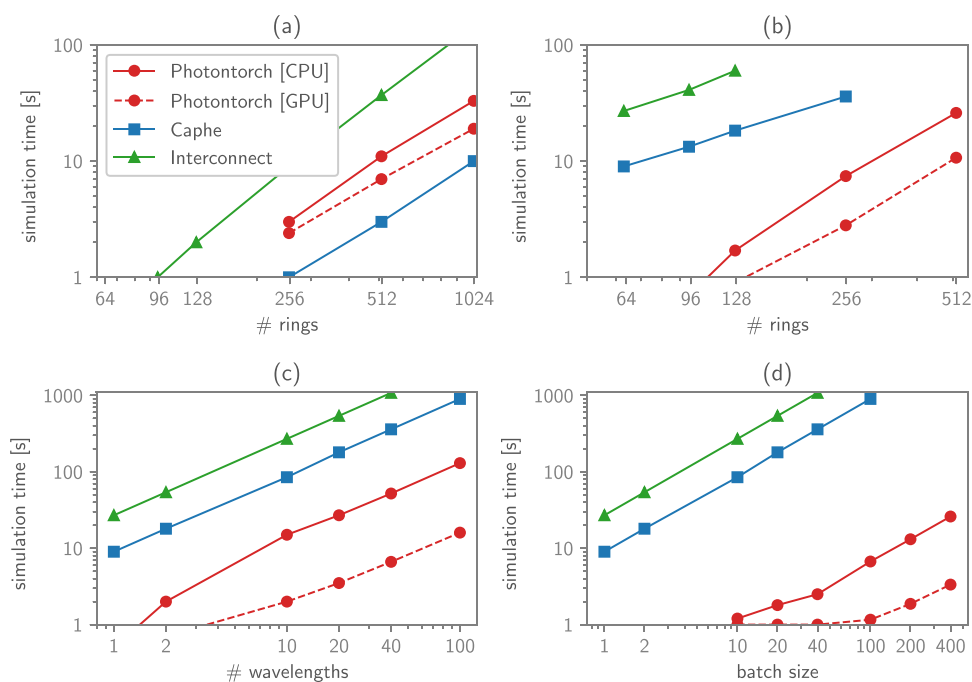 (a)
100
10
1
simulation time [s]
Photontorch [CPU]
Photontorch [GPU]
Caphe
Interconnect
64 96 128 256 512 1024
# rings
(b)
100
10
1
simulation time [s]
64 96 128 256 512
# rings
(c)
1000
100
10
1
simulation time [s]
1 2 10 20 40 100
# wavelengths
(d)
1000
100
10
1
simulation time [s]
1 2 10 20 40 100 200 400
batch size